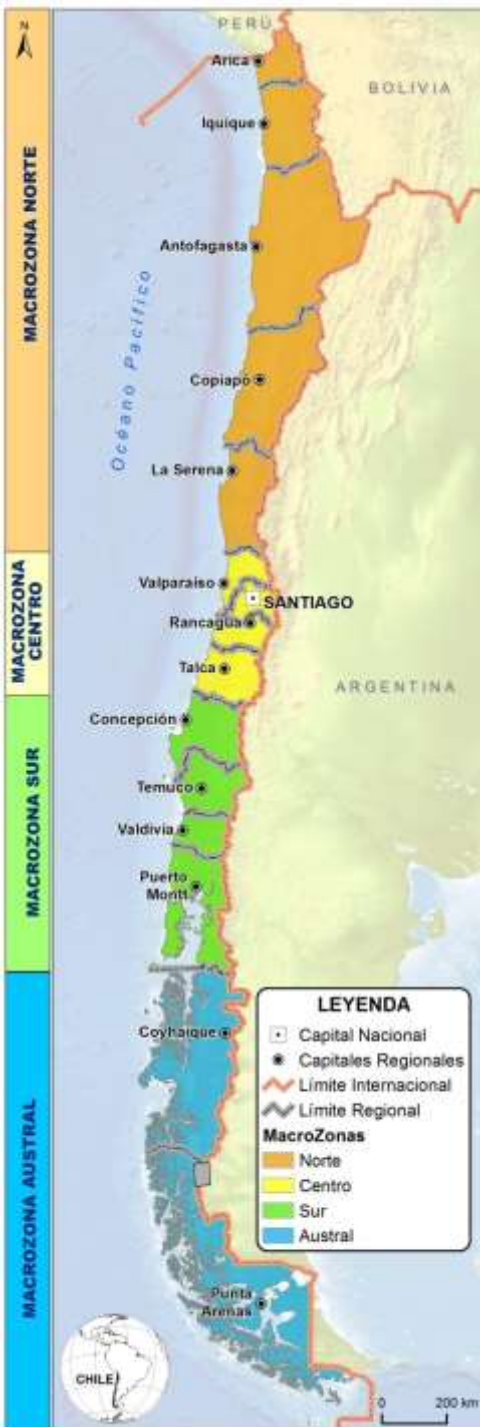 N
PERÚ
Arica
BOLIVIA
Iquique
MACROZONA NORTE
Antofagasta
Océano Pacífico
Copiapó
La Serena
MACROZONA
CENTRO
Valparaíso
SANTIAGO
Rancagua
Talca
ARGENTINA
MACROZONA SUR
Concepción
Temuco
Valdivia
Puerto
Montt
MACROZONA AUSTRAL
Coyhaique
Punta
Arenas
LEYENDA
Capital Nacional
Capitales Regionales
Límite Internacional
Límite Regional
MacroZonas
Norte
Centro
Sur
Austral
CHILE
0 200 km